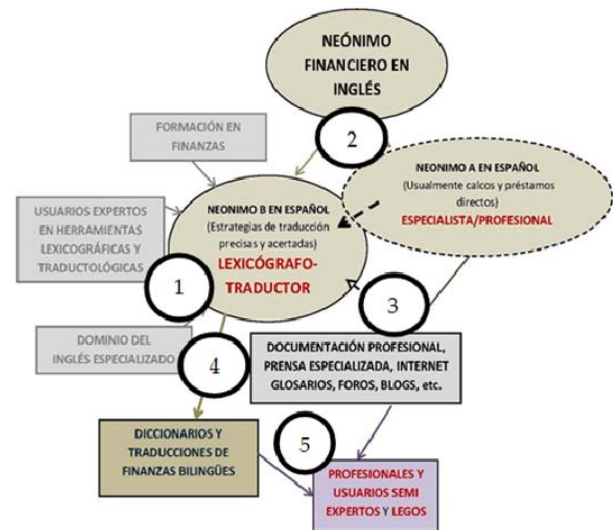 NEÓNIMO
FINANCIERO EN
INGLÉS
2
FORMACIÓN EN
FINANZAS
NEONIMO A EN ESPAÑOL
(Usualmente calcos y préstamos
directos)
ESPECIALISTA/PROFESIONAL
USUARIOS EXPERTOS
EN HERRAMIENTAS
LEXICOGRÁFICAS Y
TRADUCTOLÓGICAS
NEONIMO B EN ESPAÑOL
(Estrategias de traducción
precisas y acertadas)
LEXICÓGRAFO-
TRADUCTOR
1
3
DOMINIO DEL
INGLÉS ESPECIALIZADO
4
DOCUMENTACIÓN PROFESIONAL,
PRENSA ESPECIALIZADA, INTERNET
GLOSARIOS, FOROS, BLOGS,, etc.
DICCIONARIOS Y
TRADUCCIONES DE
FINANZAS BILINGÜES
5
PROFESIONALES Y
USUARIOS SEMI
EXPERTOS Y LEGOS